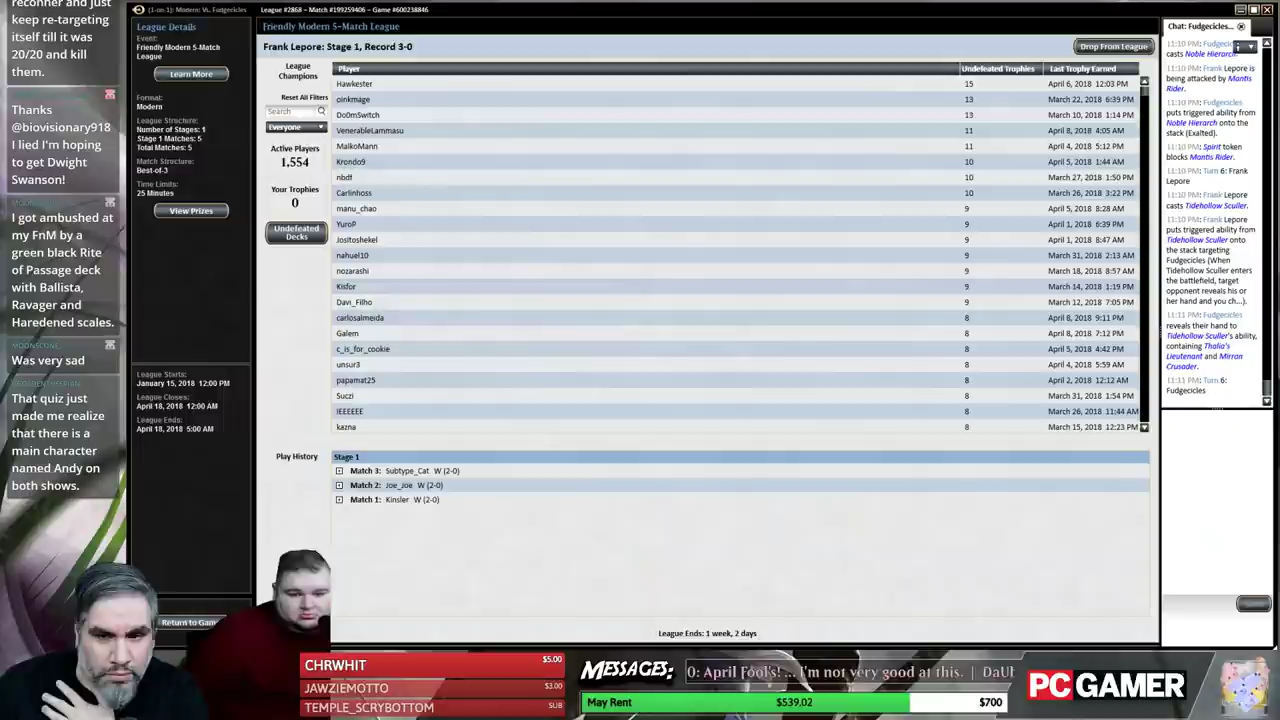 reconner and just
keep re-targeting
itself till it was
20/20 and kill
them.
Thanks
@biovisionary918
I lied I'm hoping
to get Dwight
Swanson!
I got ambushed at
my FnM by a
green black Rite
of Passage deck
with Ballista,
Ravager and
Haredened scales.
MOONSCONE
Was very sad
That quiz just
made me realize
that there is a
main character
named Andy on
both shows.
(1-on-1): Modern: Vs. Fudgecicles
League #2868 – Match #199259406 – Game #600238846
League Details
Event:
Friendly Modern 5-Match
League
Learn More
Format:
Modern
League Structure:
Number of Stages: 1
Stage 1 Matches: 5
Total Matches: 5
Match Structure:
Best-of-3
Time Limits:
25 Minutes
View Prizes
League Starts:
January 15, 2018 12:00 PM
League Closes:
April 18, 2018 12:00 AM
League Ends:
April 18, 2018 5:00 AM
Friendly Modern 5-Match League
Frank Lepore: Stage 1, Record 3-0
Drop From League
League
Champions
Reset All Filters
Search
Everyone
Active Players
1,554
Your Trophies
0
Undefeated
Decks
Player Undefeated Trophies Last Trophy Earned
Hawkester 15 April 6, 2018 12:03 PM
oinkmage 13 March 22, 2018 6:39 PM
Do0mSwitch 13 March 10, 2018 1:14 PM
VenerableLammasu 11 April 8, 2018 4:05 AM
MalkoMann 11 April 4, 2018 5:12 PM
Krondo9 10 April 5, 2018 1:44 AM
nbdf 10 March 27, 2018 1:50 PM
Carlinhoss 10 March 26, 2018 3:22 PM
manu_chao 9 April 5, 2018 8:28 AM
YuroP 9 April 1, 2018 6:39 PM
Jositoshekel 9 April 1, 2018 8:47 AM
nahuel10 9 March 31, 2018 2:13 AM
nozarashi 9 March 18, 2018 8:57 AM
Kisfor 9 March 14, 2018 1:19 PM
Davi_Filho 9 March 12, 2018 7:05 PM
carlosalmeida 8 April 8, 2018 9:11 PM
Galem 8 April 8, 2018 7:12 PM
c_is_for_cookie 8 April 5, 2018 4:42 PM
unsur3 8 April 8, 2018 5:59 AM
papamat25 8 April 2, 2018 12:12 AM
Suczi 8 March 31, 2018 1:54 PM
IEEEEEE 8 March 26, 2018 11:44 AM
kazna 8 March 15, 2018 12:23 PM
Play History
Stage 1
Match 3: Subtype_Cat W (2-0)
Match 2: Joe_Joe W (2-0)
Match 1: Kinsler W (2-0)
League Ends: 1 week, 2 days
Chat: Fudgecicles...
11:10 PM: Fudgecic
casts Noble Hierarch.
11:10 PM: Frank Lepore is
being attacked by Mantis
Rider.
11:10 PM: Fudgecicles
puts triggered ability from
Noble Hierarch onto the
stack (Exalted).
11:10 PM: Spirit token
blocks Mantis Rider.
11:10 PM: Turn 6: Frank
Lepore
11:10 PM: Frank Lepore
casts Tidehollow Sculler.
11:10 PM: Frank Lepore
puts triggered ability from
Tidehollow Sculler onto
the stack targeting
Fudgecicles (When
Tidehollow Sculler enters
the battlefield, target
opponent reveals his or
her hand and you ch...).
11:11 PM: Fudgecicles
reveals their hand to
Tidehollow Sculler's ability,
containing Thalia's
Lieutenant and Mirran
Crusader.
11:11 PM: Turn 6:
Fudgecicles
Return to Gam
CHRWHIT $5.00
JAWZIEMOTTO $3.00
TEMPLE_SCRYBOTTOM SUB
MESSAGES:
0: April Fools! ... I'm not very good at this. | DaUb
May Rent $539.02 $700
PC GAMER